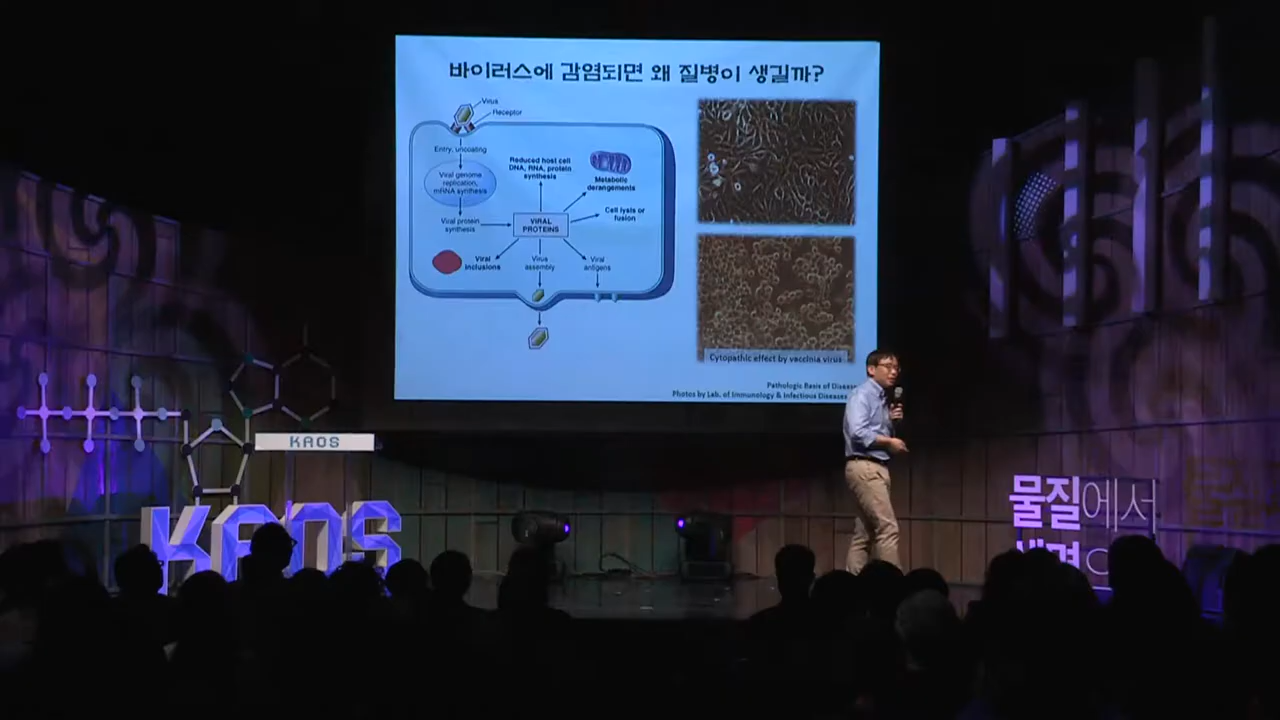 바이러스에 감염되면 왜 질병이 생길까?
Virus
Receptor
Entry, uncoating
Viral genome
replication,
mRNA synthesis
Viral protein
synthesis
Reduced host cell
DNA, RNA, protein
synthesis
Metabolic
derangements
Cell lysis or
fusion
VIRAL
PROTEINS
Viral
inclusions
Virus
assembly
Viral
antigens
Cytopathic effect by vaccinia virus
Pathologic Basis of Disease
Photos by Lab. of Immunology & Infectious Diseases
KAOS
KAOS
물질에서